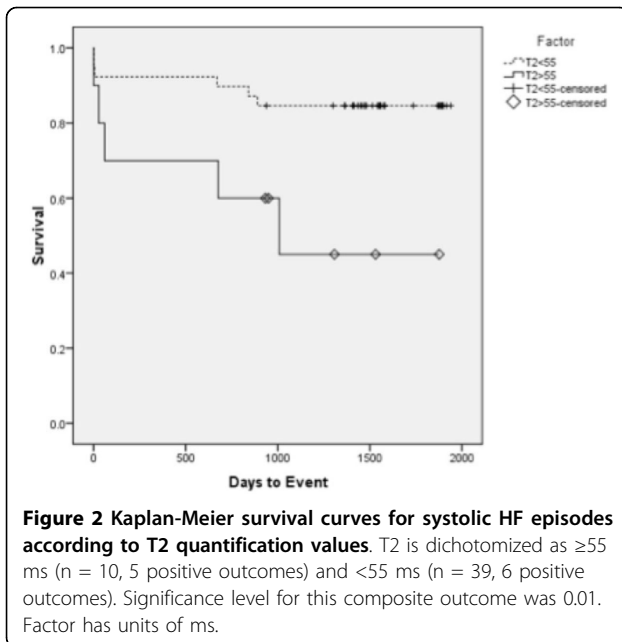 Factor
T2<55
T2>55
T2<55-censored
T2>55-censored
1.0
0.8
0.6
0.4
0.2
0.0
Survival
0
500
1000
1500
2000
Days to Event
Figure 2 Kaplan-Meier survival curves for systolic HF episodes
according to T2 quantification values. T2 is dichotomized as ≥55
ms (n = 10, 5 positive outcomes) and <55 ms (n = 39, 6 positive
outcomes). Significance level for this composite outcome was 0.01.
Factor has units of ms.